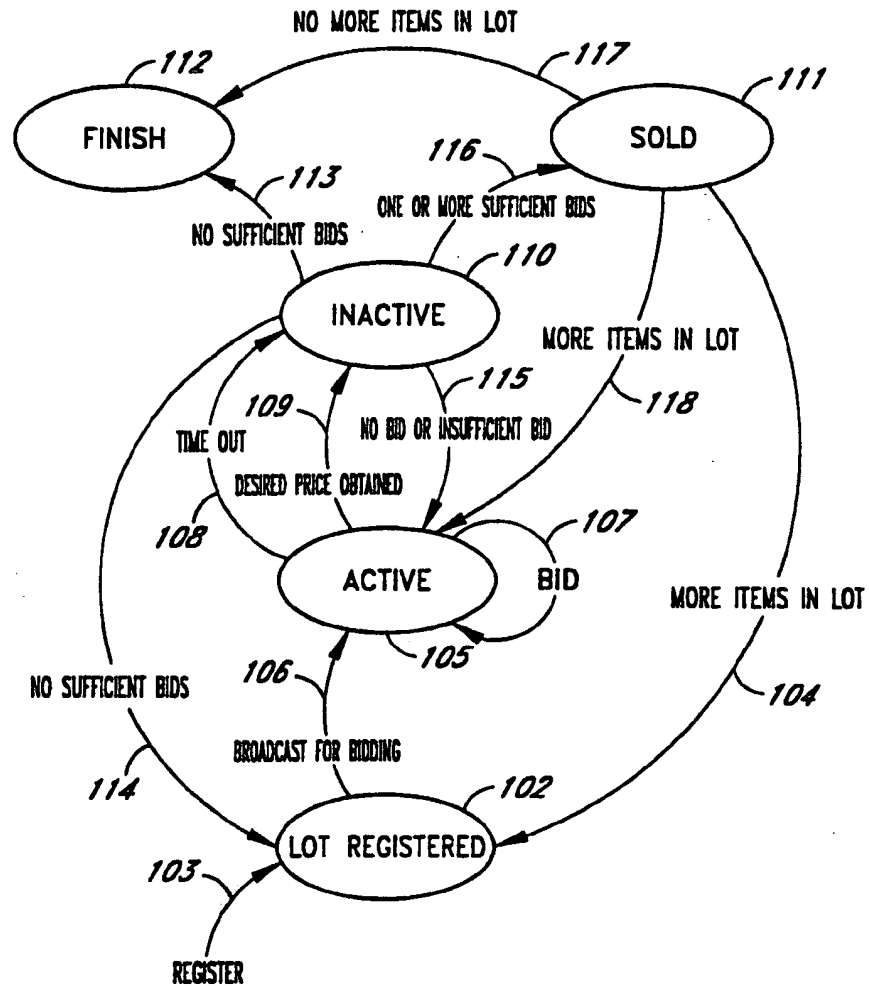 NO MORE ITEMS IN LOT
112
117
111
FINISH
SOLD
116
113
ONE OR MORE SUFFICIENT BIDS
NO SUFFICIENT BIDS
110
INACTIVE
MORE ITEMS IN LOT
115
118
109
NO BID OR INSUFFICIENT BID
TIME OUT
DESIRED PRICE OBTAINED
108
107
ACTIVE
BID
MORE ITEMS IN LOT
105
106
NO SUFFICIENT BIDS
104
BROADCAST FOR BIDDING
114
102
LOT REGISTERED
103
REGISTER